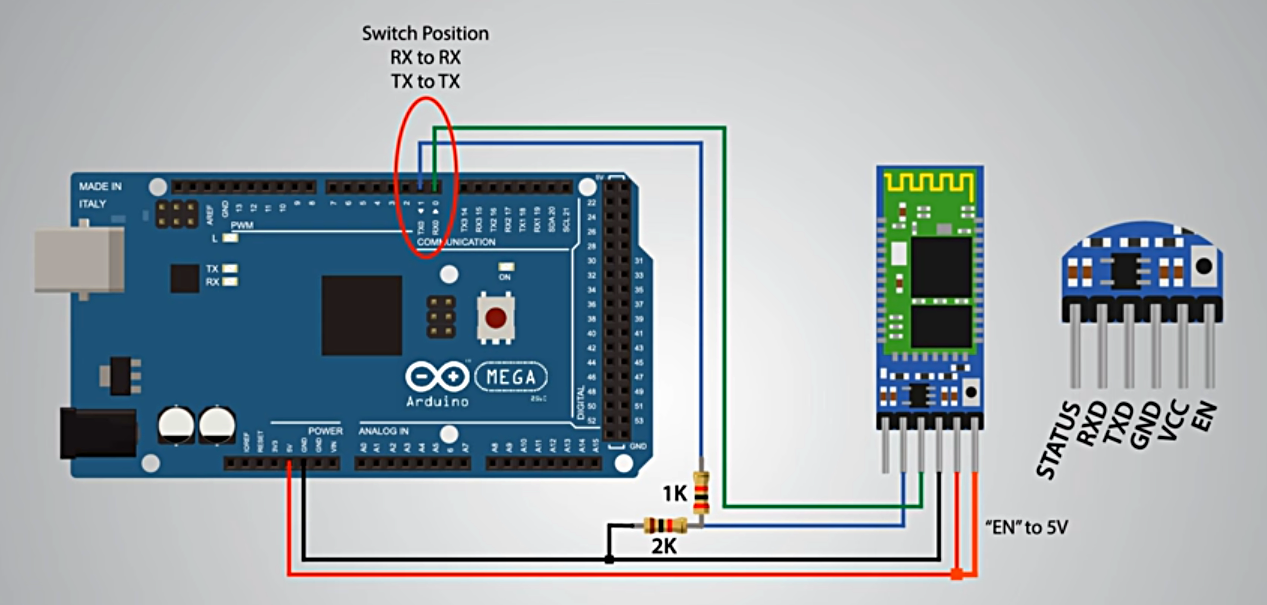 Switch Position
RX to RX
TX to TX
MADE IN
ITALY
AREF
GND
13
12
11
10
9
8
7
6
5
4
3
2
TX0 1
RX0 0
TX3 14
RX3 15
TX2 16
RX2 17
TX1 18
RX1 19
SDA 20
SCL 21
PWM
COMMUNICATION
L
TX
RX
ON
5V
22
24
26
28
30 31
32 33
34 35
36 37
38 39
40 41
42 43
44 45
46 47
48 49
50 51
52 53
GND
DIGITAL
MEGA
Arduino
POWER
ANALOG IN
IOREF
RESET
3V3
5V
GND
GND
VIN
A0
A1
A2
A3
A4
A5
A7
A8
A9
A10
A11
A12
A13
A14
A15
1K
2K
STATUS
RXD
TXD
GND
VCC
EN
“EN” to 5V